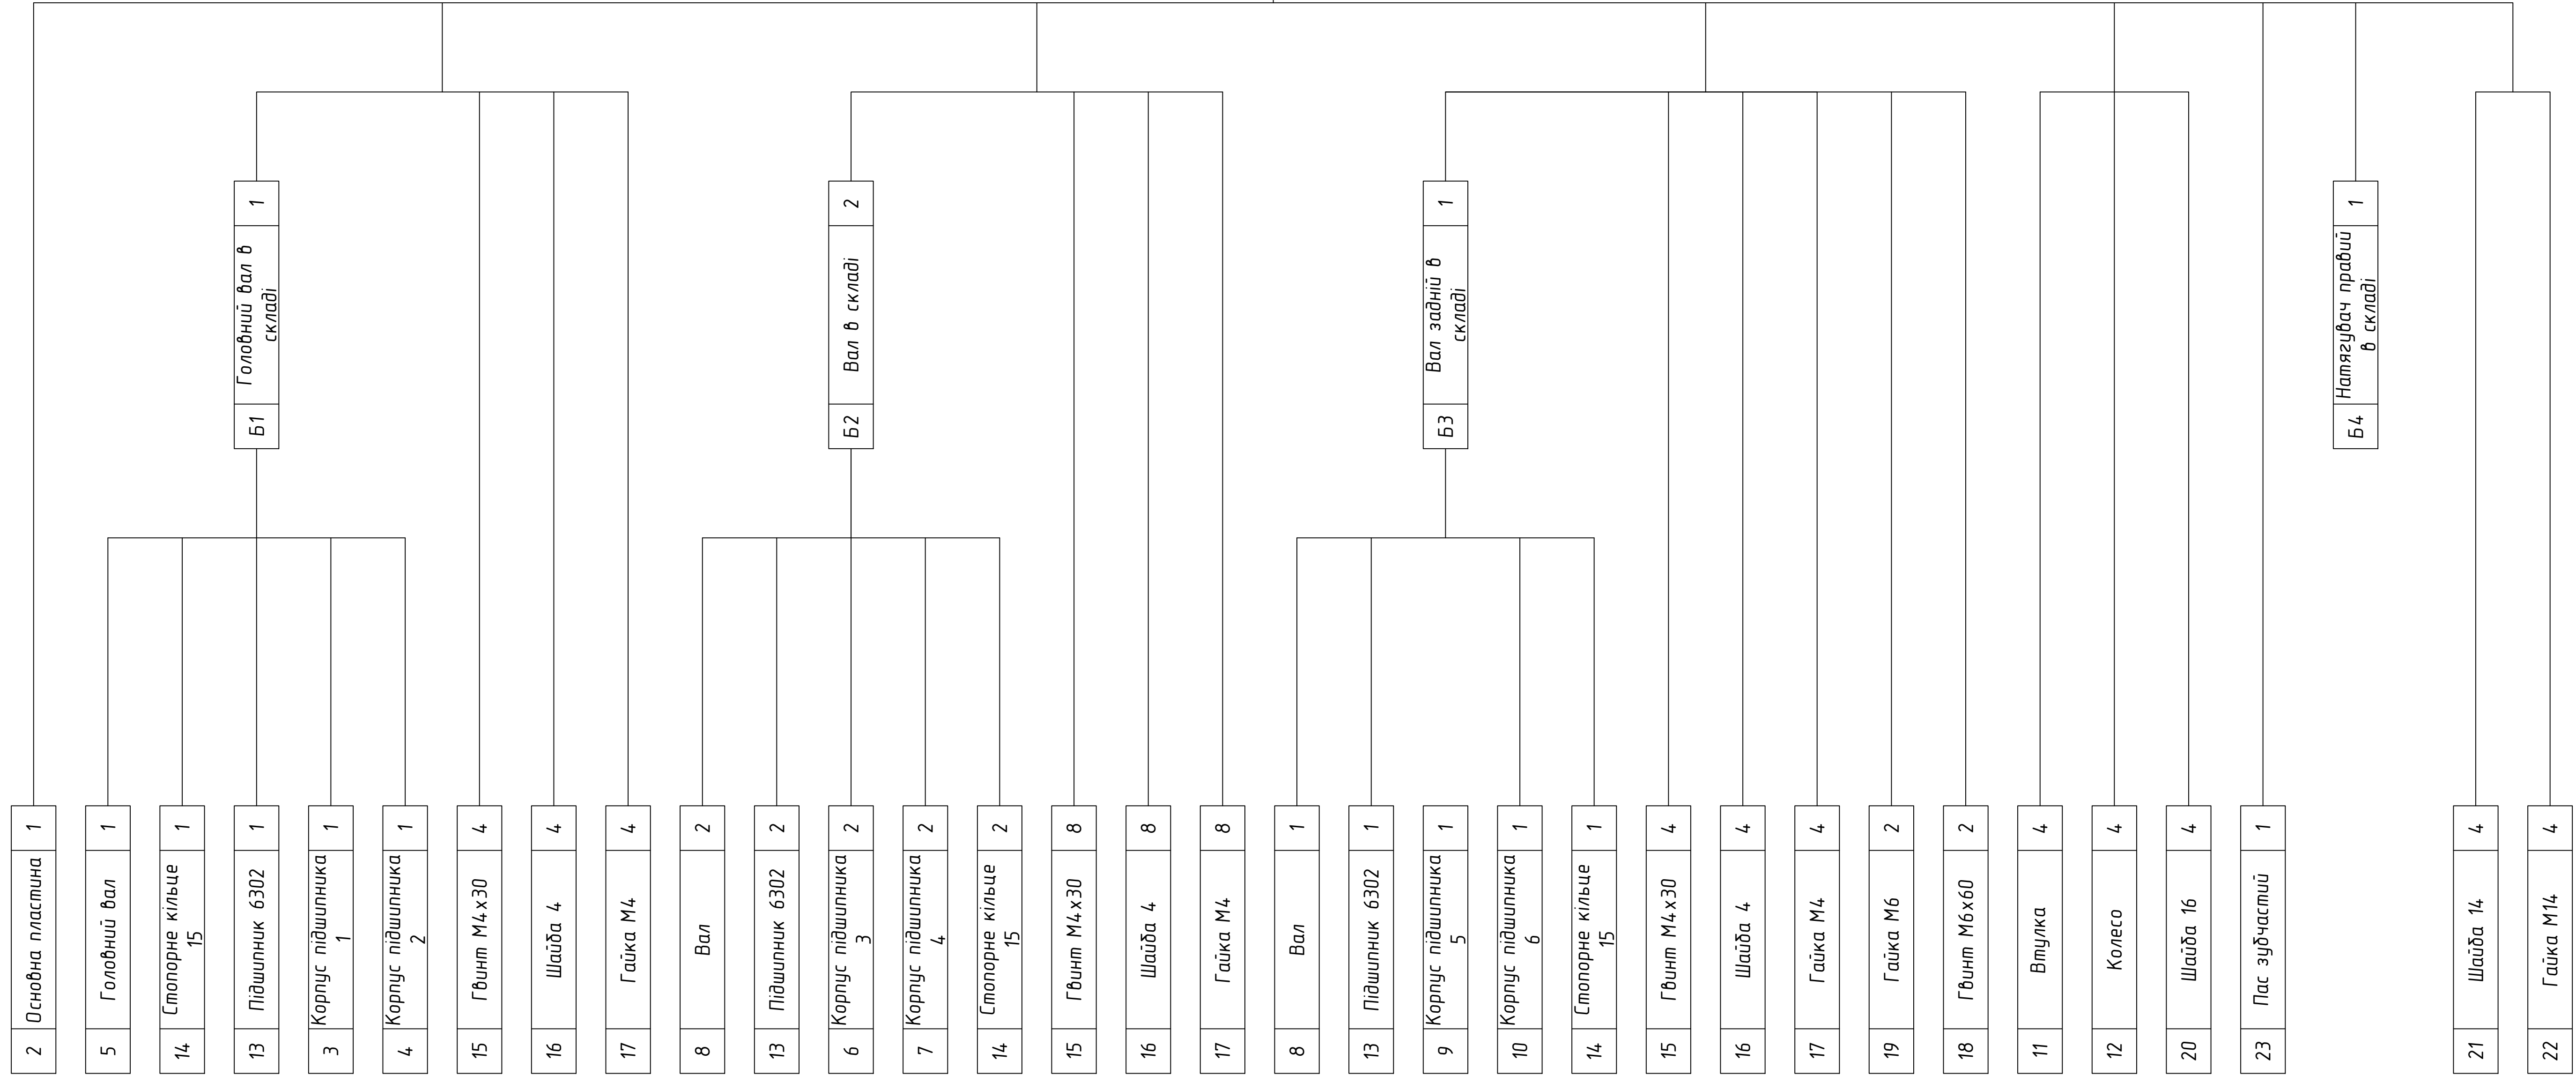 1
Головний вал в
складі
Б1
2
Вал в складі
Б2
1
Вал задній в
складі
Б3
1
Натягувач правий
в складі
Б4
1
Основна пластина
2
1
Головний вал
5
1
Стопорне кільце
15
14
1
Підшипник 6302
13
1
Корпус підшипника
1
3
1
Корпус підшипника
2
4
4
Гвинт М4х30
15
4
Шайба 4
16
4
Гайка М4
17
2
Вал
8
2
Підшипник 6302
13
2
Корпус підшипника
3
6
2
Корпус підшипника
4
7
2
Стопорне кільце
15
14
8
Гвинт М4х30
15
8
Шайба 4
16
8
Гайка М4
17
1
Вал
8
1
Підшипник 6302
13
1
Корпус підшипника
5
9
1
Корпус підшипника
6
10
1
Стопорне кільце
15
14
4
Гвинт М4х30
15
4
Шайба 4
16
4
Гайка М4
17
2
Гайка М6
19
2
Гвинт М6х60
18
4
Втулка
11
4
Колесо
12
4
Шайба 16
20
1
Пас зубчастий
23
4
Шайба 14
21
4
Гайка М14
22